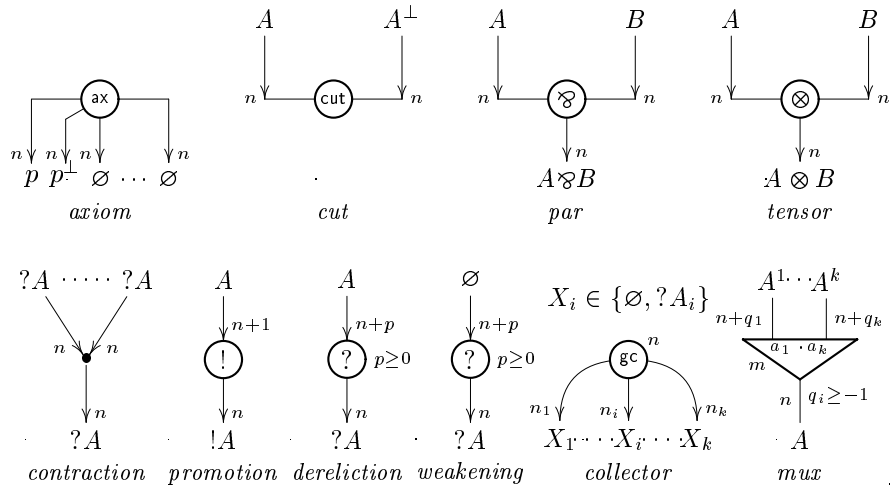 A A⊥ A B A B
ax
n cut n n ⅋ n n ⊗ n
n n n n n n
p p⊥ ∅ ··· ∅ A⅋B A ⊗ B
axiom cut par tensor
?A ····· ?A A A ∅ X_i ∈ {∅, ?A_i} A^1 ··· A^k
n+1 n+p n+p n n+q_1 n+q_k
n n ! ? p≥0 ? p≥0 gc a_1 · a_k
m
n n n n n_1 n_i n_k n q_i≥−1
?A !A ?A ?A X_1 ···· X_i ···· X_k A
contraction promotion dereliction weakening collector mux